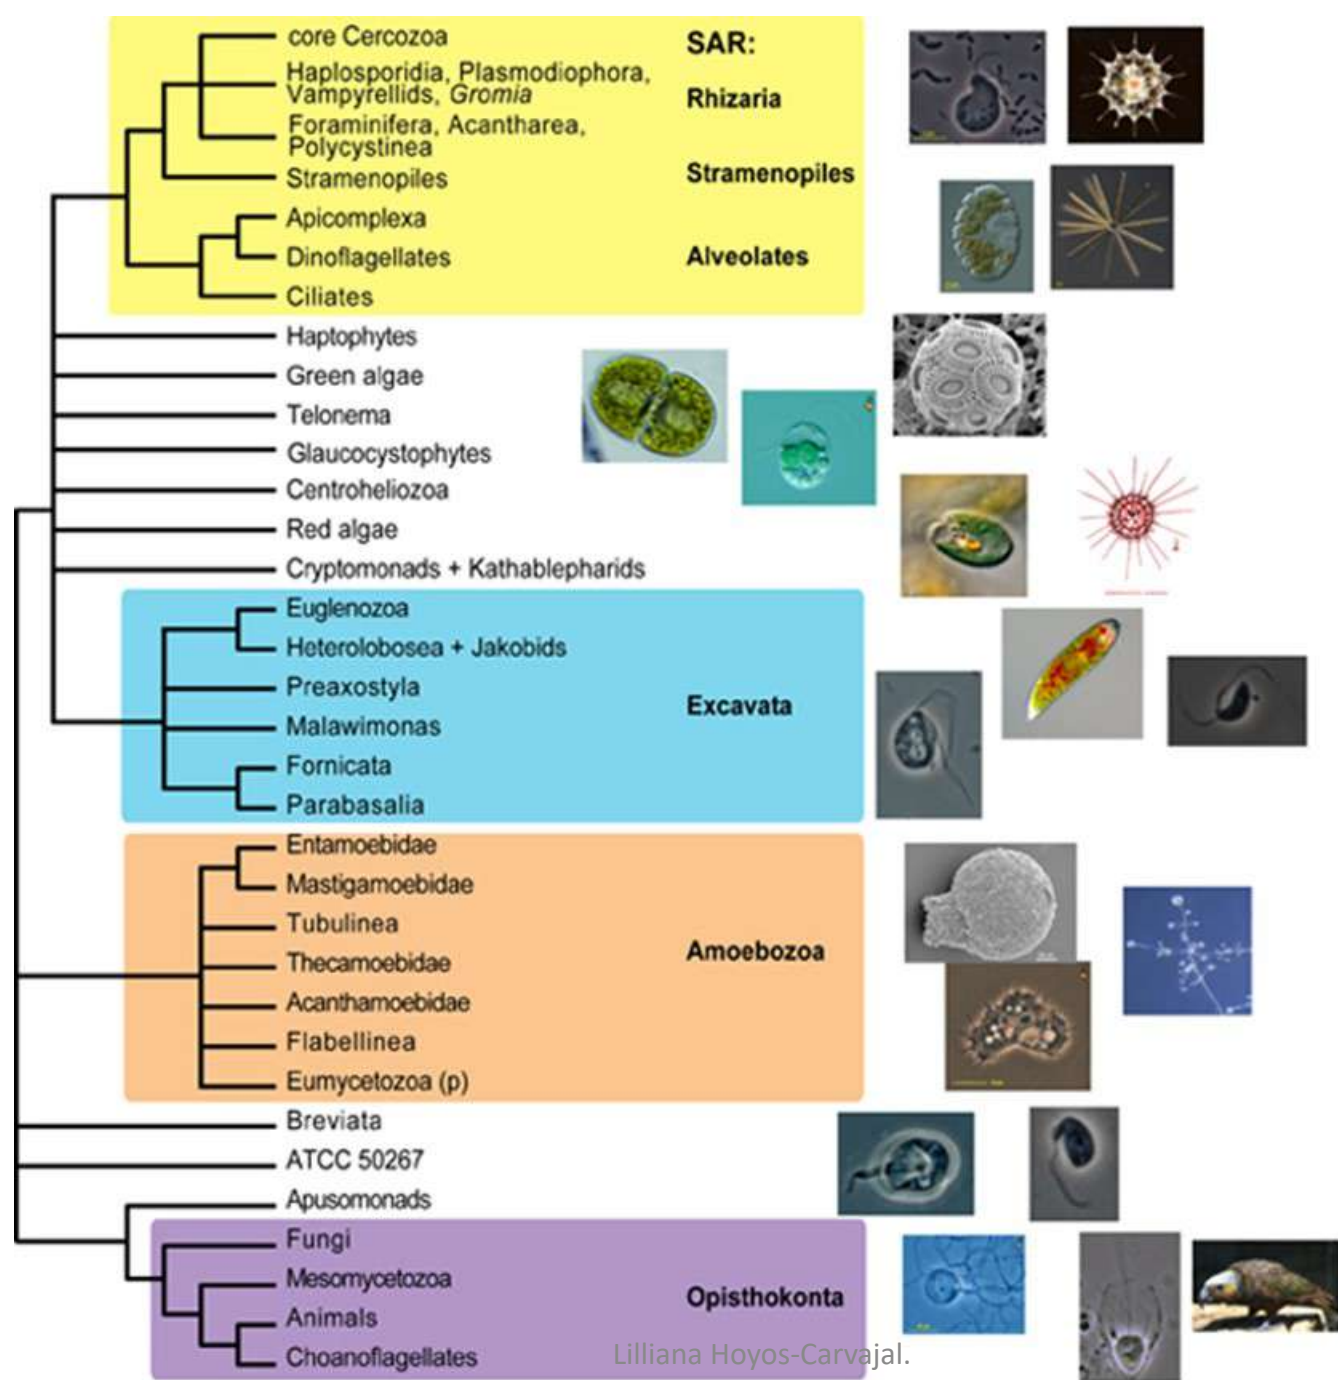 core Cercozoa
SAR:
Haplosporidia, Plasmodiophora,
Vampyrellids, Gromia
Rhizaria
Foraminifera, Acantharea,
Polycystinea
Stramenopiles
Stramenopiles
Apicomplexa
Dinoflagellates
Alveolates
Ciliates
Haptophytes
Green algae
Telonema
Glaucocystophytes
Centroheliozoa
Red algae
Cryptomonads + Kathablepharids
Euglenozoa
Heterolobosea + Jakobids
Preaxostyla
Excavata
Malawimonas
Fornicata
Parabasalia
Entamoebidae
Mastigamoebidae
Tubulinea
Amoebozoa
Thecamoebidae
Acanthamoebidae
Flabellinea
Eumycetozoa (p)
Breviata
ATCC 50267
Apusomonads
Fungi
Mesomycetozoa
Opisthokonta
Animals
Choanoflagellates
Lilliana Hoyos-Carvajal.